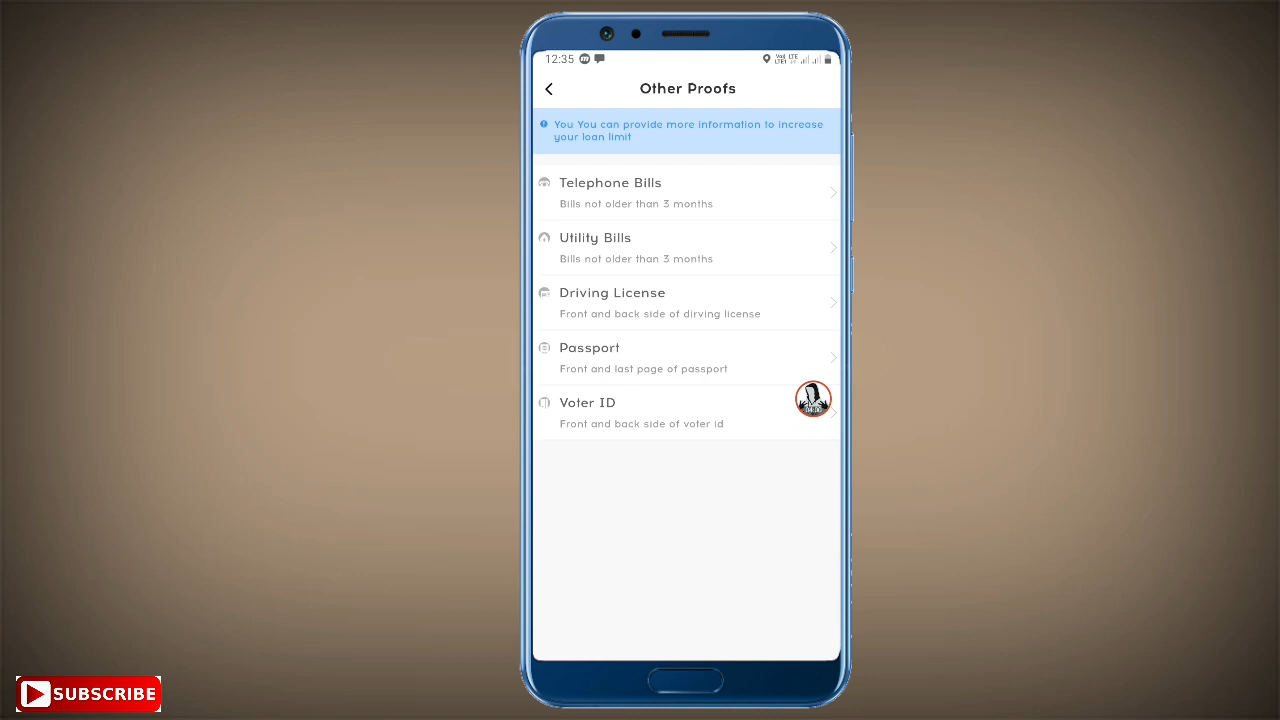 12:35
Other Proofs
You You can provide more information to increase
your loan limit
Telephone Bills
Bills not older than 3 months
Utility Bills
Bills not older than 3 months
Driving License
Front and back side of dirving license
Passport
Front and last page of passport
Voter ID
Front and back side of voter id
SUBSCRIBE